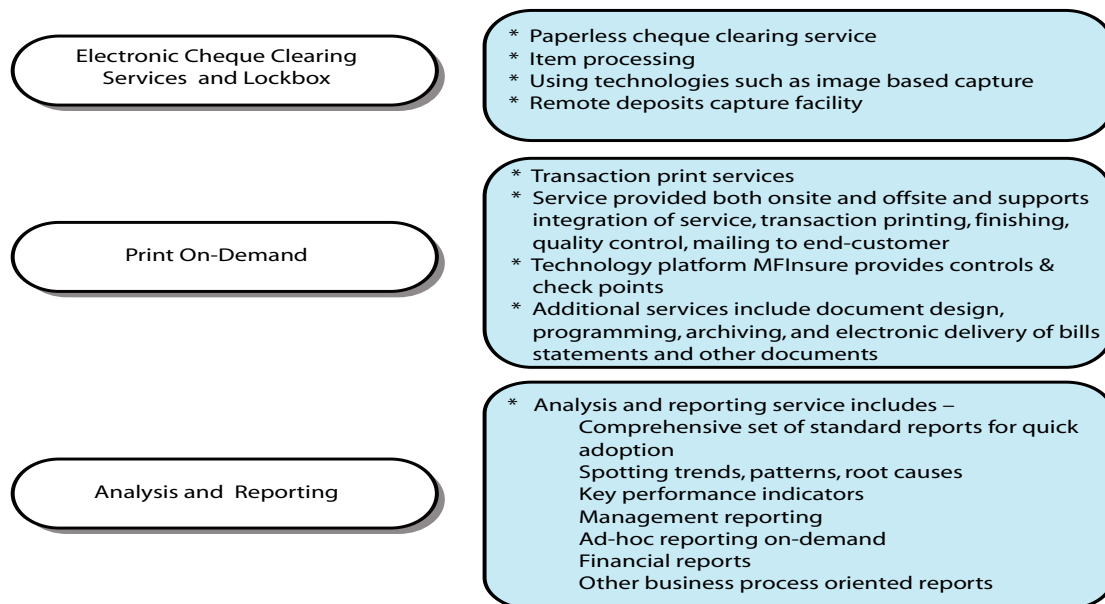 Electronic Cheque Clearing
Services and Lockbox
* Paperless cheque clearing service
* Item processing
* Using technologies such as image based capture
* Remote deposits capture facility
Print On-Demand
* Transaction print services
* Service provided both onsite and offsite and supports
integration of service, transaction printing, finishing,
quality control, mailing to end-customer
* Technology platform MFInsure provides controls &
check points
* Additional services include document design,
programming, archiving, and electronic delivery of bills
statements and other documents
Analysis and Reporting
* Analysis and reporting service includes –
Comprehensive set of standard reports for quick
adoption
Spotting trends, patterns, root causes
Key performance indicators
Management reporting
Ad-hoc reporting on-demand
Financial reports
Other business process oriented reports